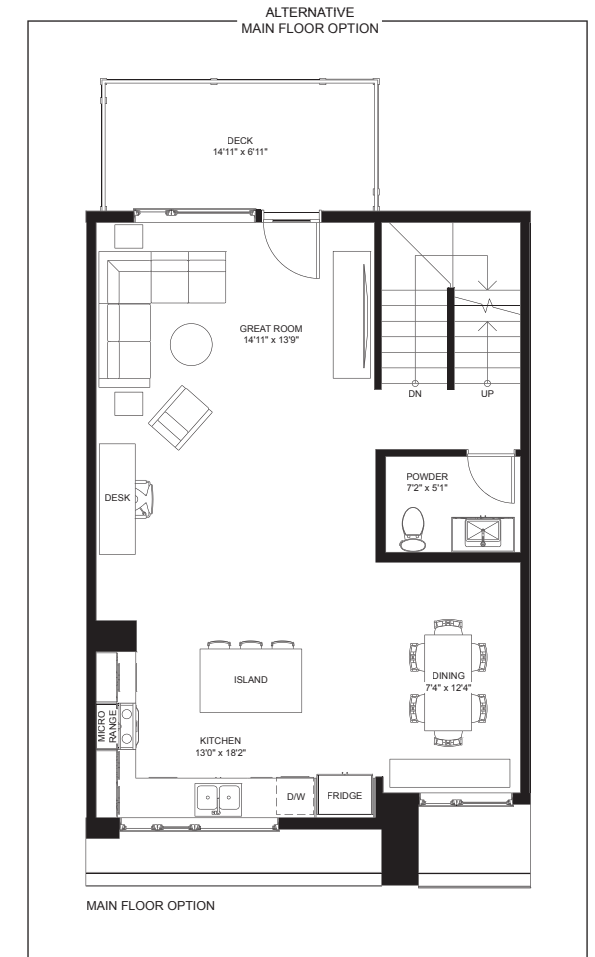 ALTERNATIVE
MAIN FLOOR OPTION
DECK
14'11" x 6'11"
GREAT ROOM
14'11" x 13'9"
DN
UP
POWDER
7'2" x 5'1"
DESK
ISLAND
DINING
7'4" x 12'4"
MICRO
RANGE
KITCHEN
13'0" x 18'2"
D/W
FRIDGE
MAIN FLOOR OPTION